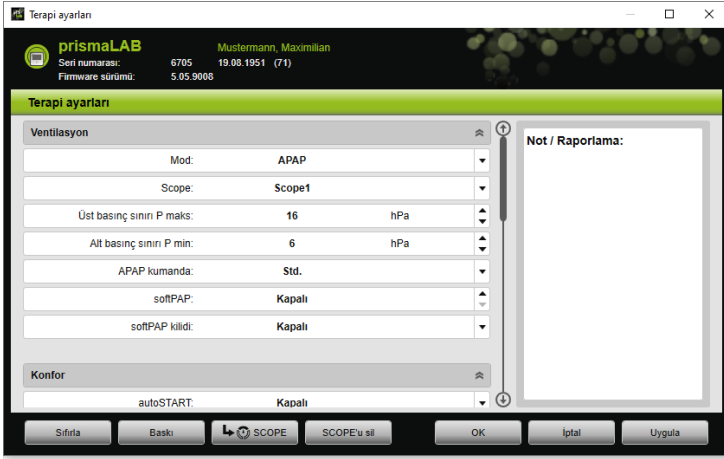 Terapi ayarları
prismaLAB Mustermann, Maximilian
Seri numarası: 6705 19.08.1951 (71)
Firmware sürümü: 5.05.9008
Terapi ayarları
Ventilasyon
Mod: APAP
Scope: Scope1
Üst basınç sınırı P maks: 16 hPa
Alt basınç sınırı P min: 6 hPa
APAP kumanda: Std.
softPAP: Kapalı
softPAP kilidi: Kapalı
Konfor
autoSTART: Kapalı
Not / Raporlama:
Sıfırla Baskı SCOPE SCOPE'u sil OK İptal Uygula